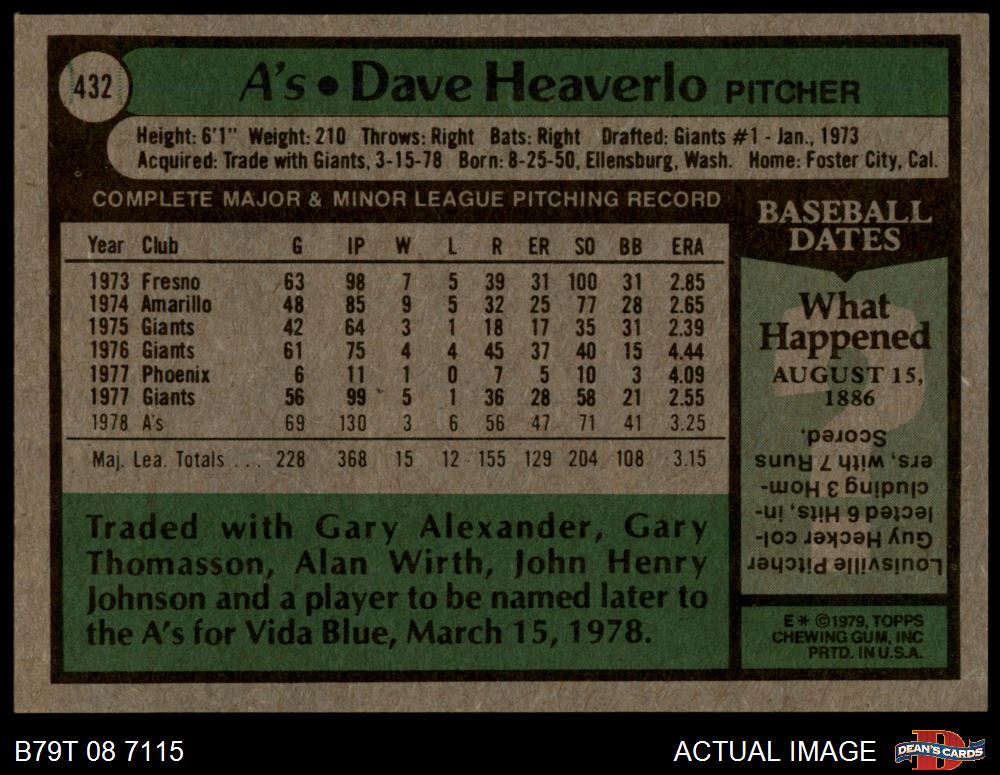 432
A's • Dave Heaverlo PITCHER
Height: 6'1" Weight: 210 Throws: Right Bats: Right Drafted: Giants #1 - Jan., 1973
Acquired: Trade with Giants, 3-15-78 Born: 8-25-50, Ellensburg, Wash. Home: Foster City, Cal.
COMPLETE MAJOR & MINOR LEAGUE PITCHING RECORD
Year Club G IP W L R ER SO BB ERA
1973 Fresno 63 98 7 5 39 31 100 31 2.85
1974 Amarillo 48 85 9 5 32 25 77 28 2.65
1975 Giants 42 64 3 1 18 17 35 31 2.39
1976 Giants 61 75 4 4 45 37 40 15 4.44
1977 Phoenix 6 11 1 0 7 5 10 3 4.09
1977 Giants 56 99 5 1 36 28 58 21 2.55
1978 A's 69 130 3 6 56 47 71 41 3.25
Maj. Lea. Totals ... 228 368 15 12 155 129 204 108 3.15
Traded with Gary Alexander, Gary
Thomasson, Alan Wirth, John Henry
Johnson and a player to be named later to
the A's for Vida Blue, March 15, 1978.
BASEBALL
DATES
What
Happened
AUGUST 15,
1886
Louisville Pitcher
Guy Hecker col-
lected 6 Hits, in-
cluding 3 Hom-
ers, with 7 Runs
Scored.
E * ©1979, TOPPS
CHEWING GUM, INC
PRTD. IN U.S.A.
B79T 08 7115
ACTUAL IMAGE
DEAN'S CARDS